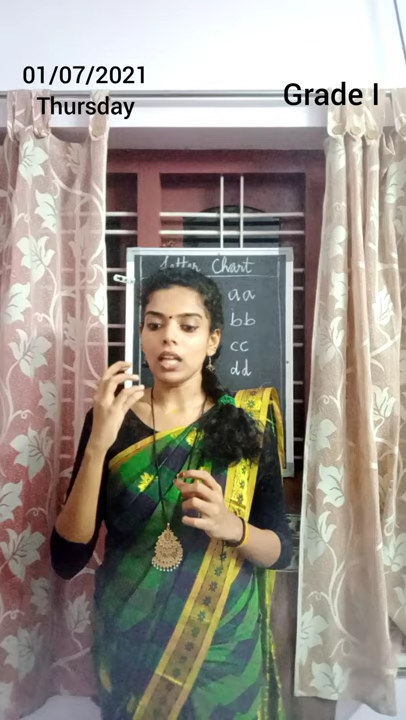 01/07/2021
Thursday
Grade I
Letter Chart
aa
bb
cc
dd